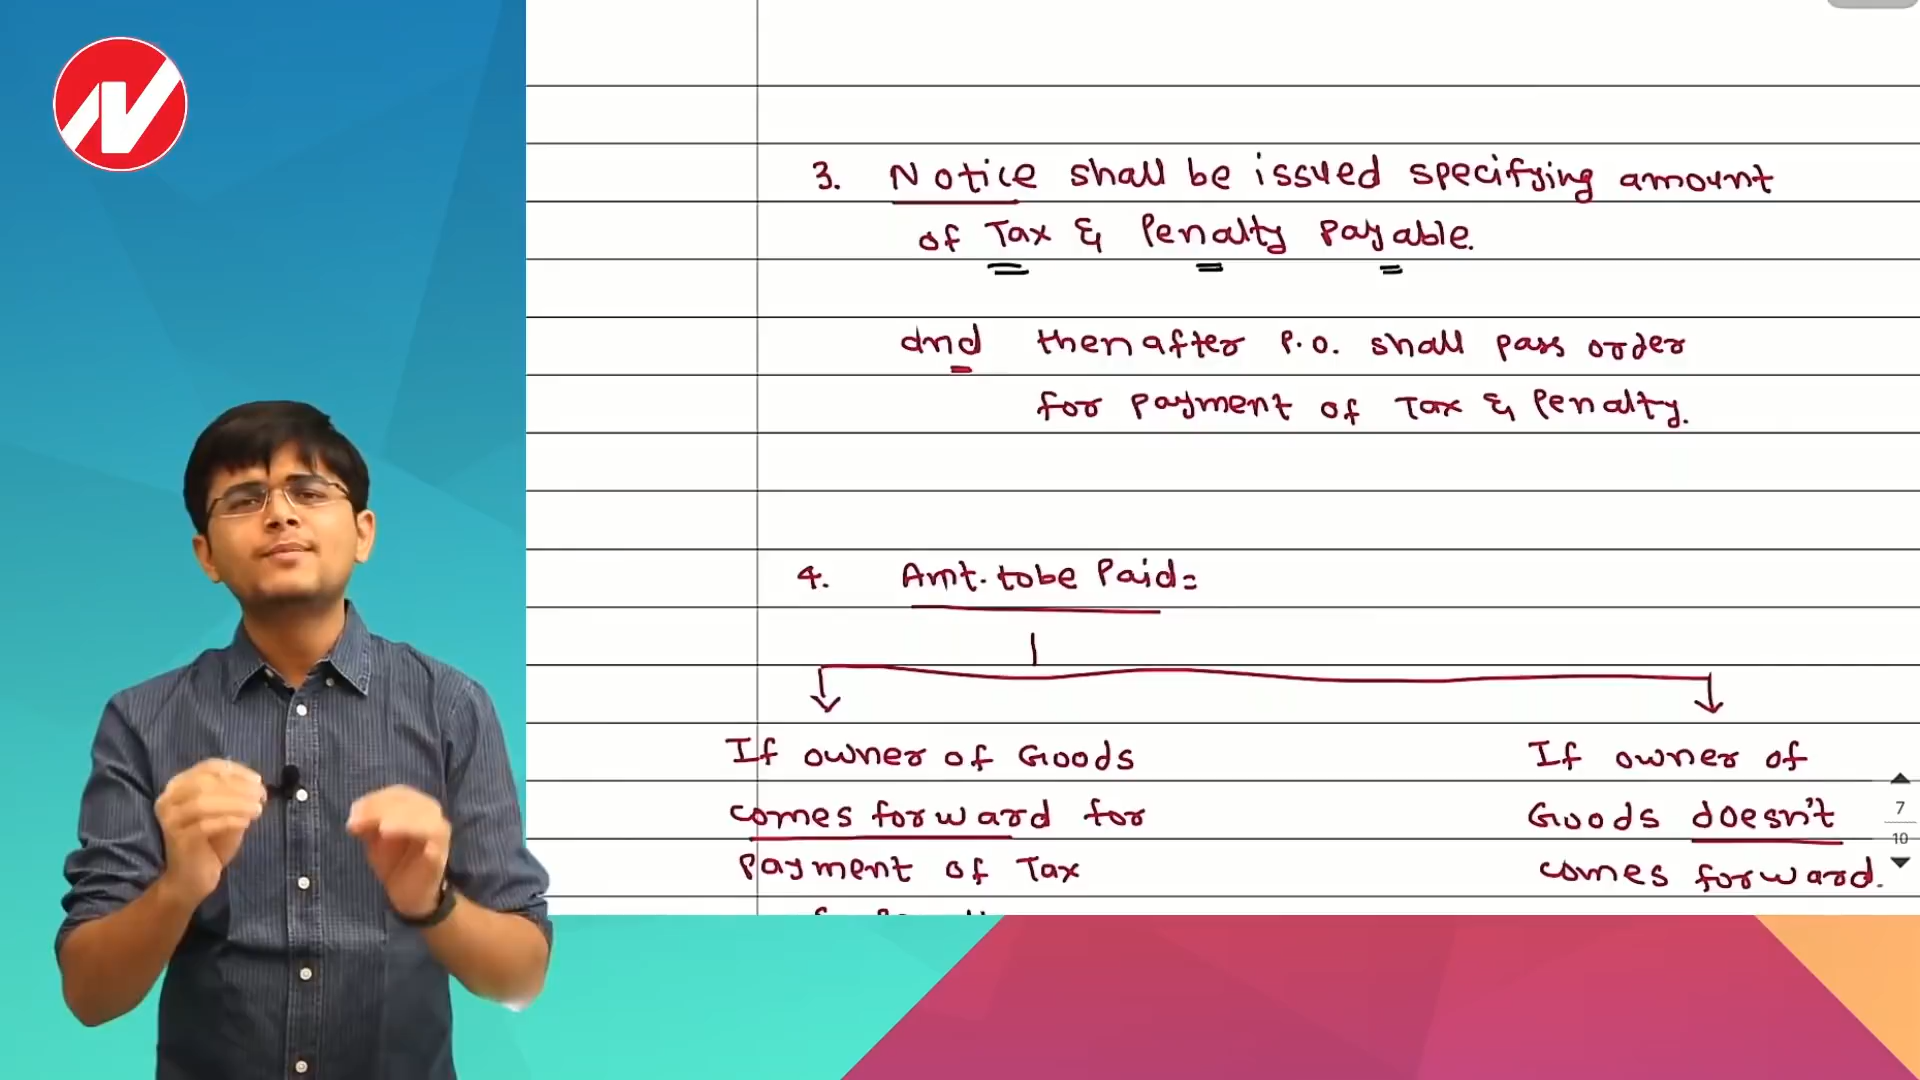 3. Notice shall be issued specifying amount
of Tax & Penalty Payable.
and thenafter P.O. shall pass order
for payment of Tax & Penalty.
4. Amt. to be Paid=
If owner of Goods
comes forward for
Payment of Tax
If owner of
Goods doesn't
comes forward.
7
10